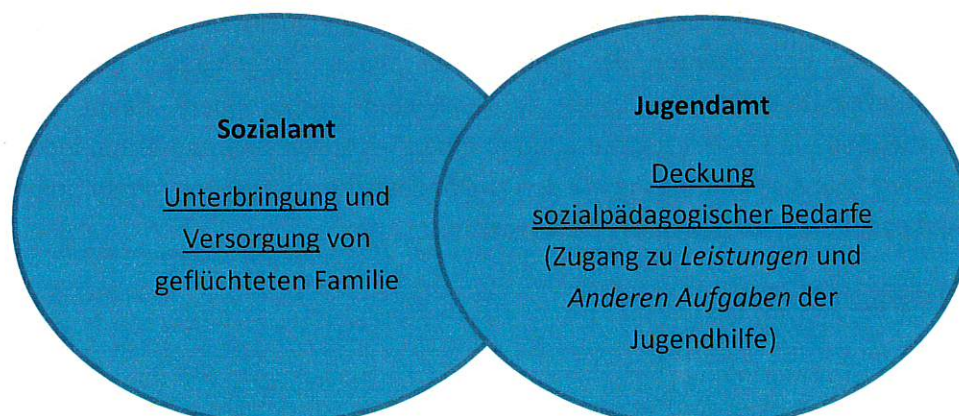 Sozialamt
Unterbringung und
Versorgung von
geflüchteten Familie
Jugendamt
Deckung
sozialpädagogischer Bedarfe
(Zugang zu Leistungen und
Anderen Aufgaben der
Jugendhilfe)